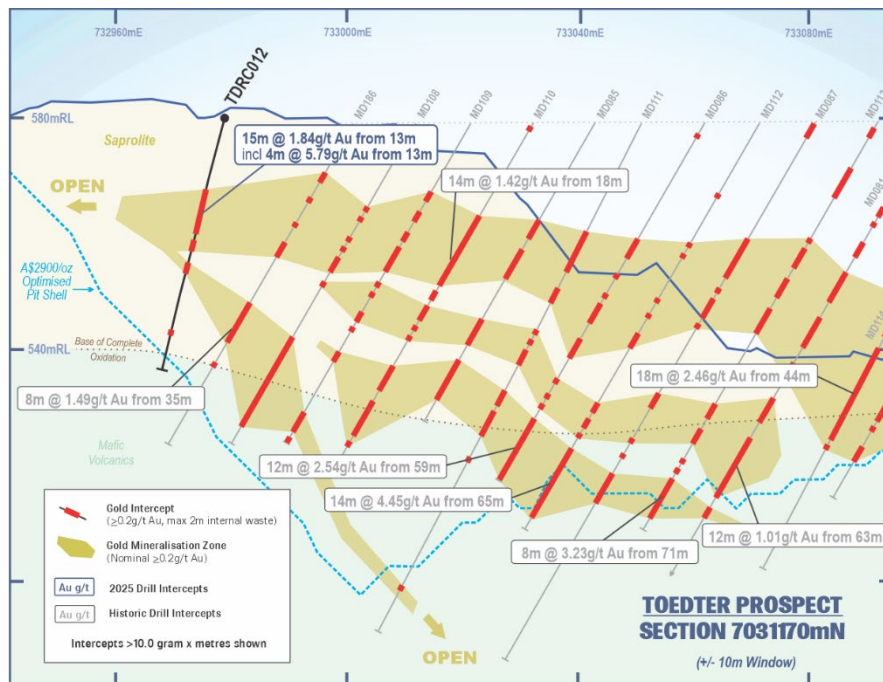 732960mE
733000mE
733040mE
733080mE
580mRL
540mRL
TDRC012
MD186
MD108
MD109
MD110
MD085
MD111
MD086
MD112
MD087
MD113
MD081
MD114
Saprolite
15m @ 1.84g/t Au from 13m
incl 4m @ 5.79g/t Au from 13m
14m @ 1.42g/t Au from 18m
OPEN
A$2900/oz
Optimised
Pit Shell
Base of Complete
Oxidation
8m @ 1.49g/t Au from 35m
18m @ 2.46g/t Au from 44m
Mafic
Volcanics
12m @ 2.54g/t Au from 59m
14m @ 4.45g/t Au from 65m
8m @ 3.23g/t Au from 71m
12m @ 1.01g/t Au from 63m
Gold Intercept
(≥0.2g/t Au, max 2m internal waste)
Gold Mineralisation Zone
(Nominal ≥0.2g/t Au)
Au g/t
2025 Drill Intercepts
Au g/t
Historic Drill Intercepts
Intercepts >10.0 gram x metres shown
OPEN
TOEDTER PROSPECT
SECTION 7031170mN
(+/- 10m Window)